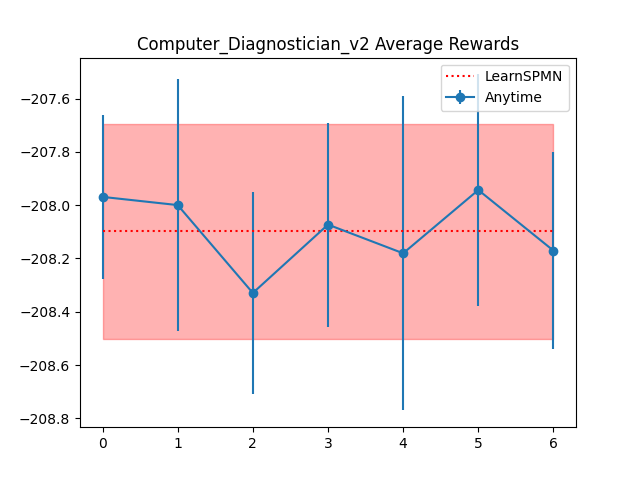 Computer_Diagnostician_v2 Average Rewards
LearnSPMN
Anytime
−207.6
−207.8
−208.0
−208.2
−208.4
−208.6
−208.8
0 1 2 3 4 5 6